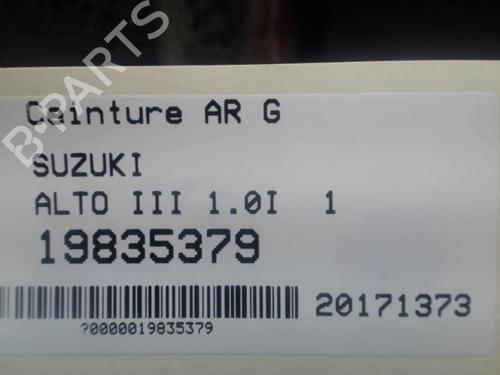 B-PARTS
Ceinture AR G
SUZUKI
ALTO III 1.0I 1
19835379
20171373
?0000019835379